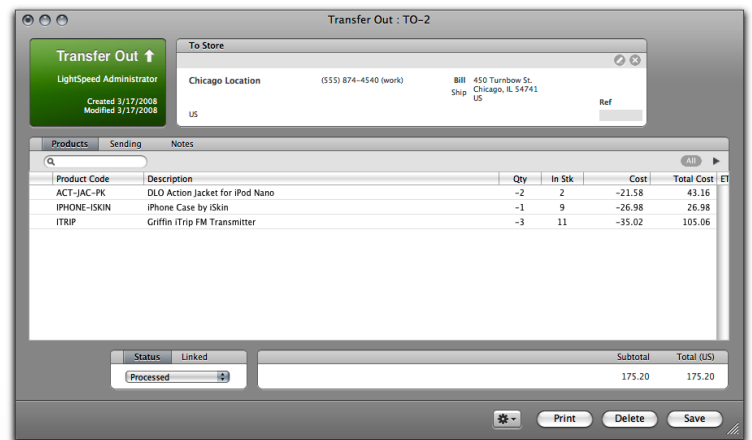 Transfer Out : TO-2
Transfer Out
LightSpeed Administrator
Created 3/17/2008
Modified 3/17/2008
To Store
Chicago Location
(555) 874-4540 (work)
Bill
Ship
450 Turnbow St.
Chicago, IL 54741
US
US
Ref
Products Sending Notes
All
Product Code Description Qty In Stk Cost Total Cost ET
ACT-JAC-PK DLO Action Jacket for iPod Nano -2 2 -21.58 43.16
IPHONE-ISKIN iPhone Case by iSkin -1 9 -26.98 26.98
ITRIP Griffin iTrip FM Transmitter -3 11 -35.02 105.06
Status Linked
Processed
Subtotal Total (US)
175.20 175.20
Print Delete Save